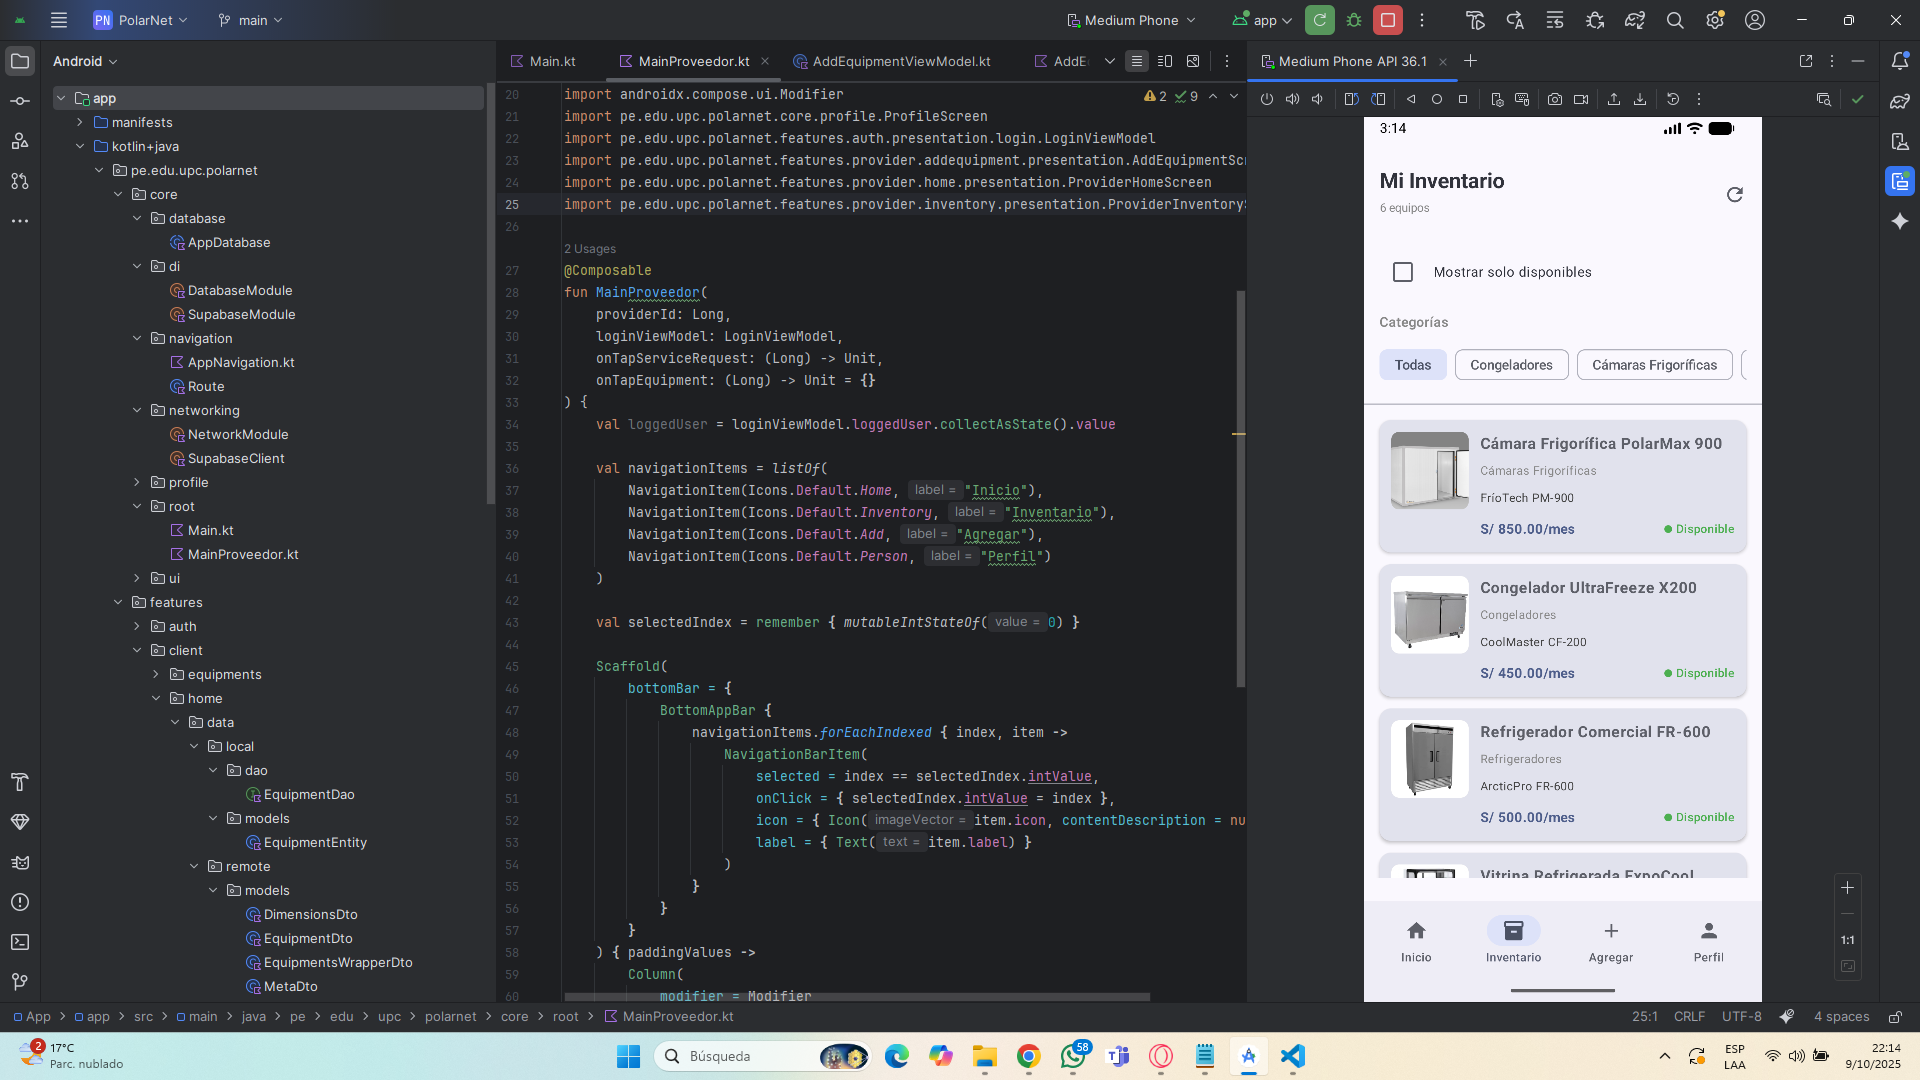 PN PolarNet
main
Medium Phone
app
Android
app
manifests
kotlin+java
pe.edu.upc.polarnet
core
database
AppDatabase
di
DatabaseModule
SupabaseModule
navigation
AppNavigation.kt
Route
networking
NetworkModule
SupabaseClient
profile
root
Main.kt
MainProveedor.kt
ui
features
auth
client
equipments
home
data
local
dao
EquipmentDao
models
EquipmentEntity
remote
models
DimensionsDto
EquipmentDto
EquipmentsWrapperDto
MetaDto
Main.kt
MainProveedor.kt
AddEquipmentViewModel.kt
AddE
2 9
20 import androidx.compose.ui.Modifier
21 import pe.edu.upc.polarnet.core.profile.ProfileScreen
22 import pe.edu.upc.polarnet.features.auth.presentation.login.LoginViewModel
23 import pe.edu.upc.polarnet.features.provider.addequipment.presentation.AddEquipmentScr
24 import pe.edu.upc.polarnet.features.provider.home.presentation.ProviderHomeScreen
25 import pe.edu.upc.polarnet.features.provider.inventory.presentation.ProviderInventoryS
26
2 Usages
27 @Composable
28 fun MainProveedor(
29 providerId: Long,
30 loginViewModel: LoginViewModel,
31 onTapServiceRequest: (Long) -> Unit,
32 onTapEquipment: (Long) -> Unit = {}
33 ) {
34 val loggedUser = loginViewModel.loggedUser.collectAsState().value
35
36 val navigationItems = listOf(
37 NavigationItem(Icons.Default.Home, label = "Inicio"),
38 NavigationItem(Icons.Default.Inventory, label = "Inventario"),
39 NavigationItem(Icons.Default.Add, label = "Agregar"),
40 NavigationItem(Icons.Default.Person, label = "Perfil")
41 )
42
43 val selectedIndex = remember { mutableIntStateOf( value = 0) }
44
45 Scaffold(
46 bottomBar = {
47 BottomAppBar {
48 navigationItems.forEachIndexed { index, item ->
49 NavigationBarItem(
50 selected = index == selectedIndex.intValue,
51 onClick = { selectedIndex.intValue = index },
52 icon = { Icon( imageVector = item.icon, contentDescription = nu
53 label = { Text( text = item.label) }
54 )
55 }
56 }
57 }
58 ) { paddingValues ->
59 Column(
60 modifier = Modifier
Medium Phone API 36.1
3:14
Mi Inventario
6 equipos
Mostrar solo disponibles
Categorías
Todas
Congeladores
Cámaras Frigoríficas
Cámara Frigorífica PolarMax 900
Cámaras Frigoríficas
FríoTech PM-900
S/ 850.00/mes
Disponible
Congelador UltraFreeze X200
Congeladores
CoolMaster CF-200
S/ 450.00/mes
Disponible
Refrigerador Comercial FR-600
Refrigeradores
ArcticPro FR-600
S/ 500.00/mes
Disponible
Vitrina Refrigerada ExpoCool
Inicio
Inventario
Agregar
Perfil
1:1
App > app > src > main > java > pe > edu > upc > polarnet > core > root > MainProveedor.kt
25:1 CRLF UTF-8 4 spaces
2
17°C
Parc. nublado
Búsqueda
58
ESP
LAA
22:14
9/10/2025